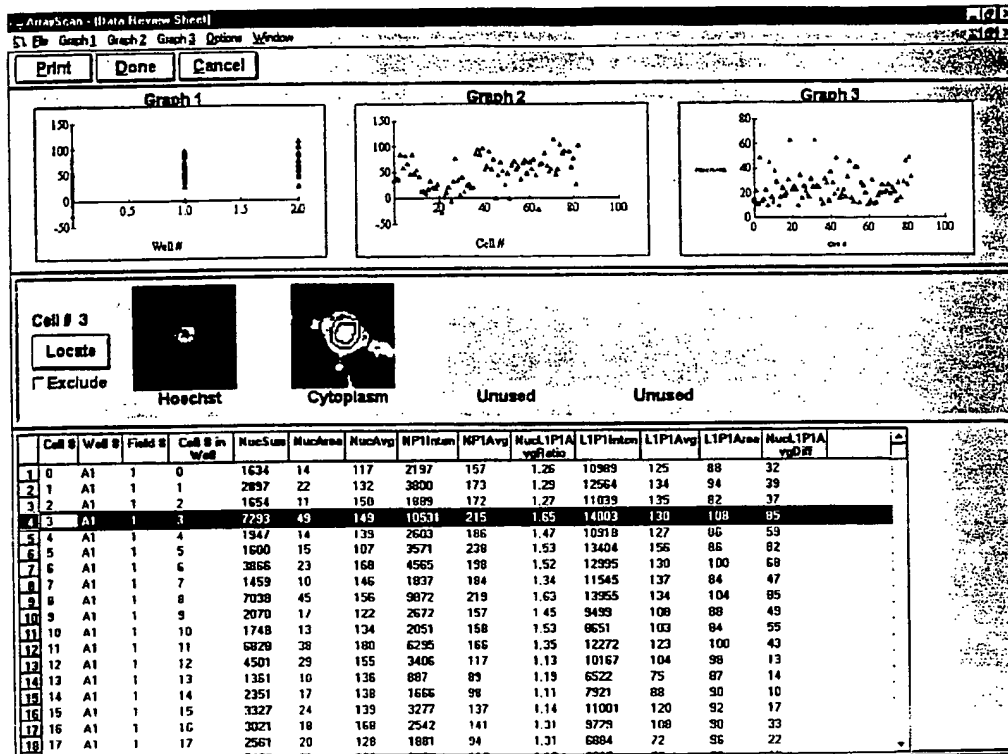 ArrayScan - [Data Review Sheet]
File Graph 1 Graph 2 Graph 3 Options Window
Print Done Cancel
Graph 1 Graph 2 Graph 3
150
100
50
0
-50
0.5 1.0 1.5 2.0
Well #
150
100
50
0
-50
20 40 60 80 100
Cell #
80
60
40
20
0
0 20 40 60 80 100
Cell # 3
Locate
Exclude
Hoechst Cytoplasm Unused Unused
Cell # Well # Field # Cell # in Well NucSum NucArea NucAvg NP1Inten NP1Avg NucL1P1AvgRatio L1P1Inten L1P1Avg L1P1Area NucL1P1AvgDiff
1 0 A1 1 0 1634 14 117 2197 157 1.26 10989 125 88 32
2 1 A1 1 1 2897 22 132 3800 173 1.29 12564 134 94 39
3 2 A1 1 2 1654 11 150 1889 172 1.27 11039 135 82 37
4 3 A1 1 3 7293 49 149 10531 215 1.65 14003 130 108 85
5 4 A1 1 4 1947 14 139 2603 186 1.47 10918 127 86 59
6 5 A1 1 5 1600 15 107 3571 238 1.53 13404 156 86 82
7 6 A1 1 6 3866 23 168 4565 198 1.52 12995 130 100 68
8 7 A1 1 7 1459 10 146 1837 184 1.34 11545 137 84 47
9 8 A1 1 8 7038 45 156 9872 219 1.63 13955 134 104 85
10 9 A1 1 9 2070 17 122 2672 157 1.45 9499 108 88 49
11 10 A1 1 10 1748 13 134 2051 158 1.53 8651 103 84 55
12 11 A1 1 11 6828 38 180 6295 166 1.35 12272 123 100 43
13 12 A1 1 12 4501 29 155 3406 117 1.13 10167 104 98 13
14 13 A1 1 13 1361 10 136 887 89 1.19 6522 75 87 14
15 14 A1 1 14 2351 17 138 1666 98 1.11 7921 88 90 10
16 15 A1 1 15 3327 24 139 3277 137 1.14 11001 120 92 17
17 16 A1 1 16 3021 18 168 2542 141 1.31 9779 108 90 33
18 17 A1 1 17 2561 20 128 1881 94 1.31 6884 72 96 22